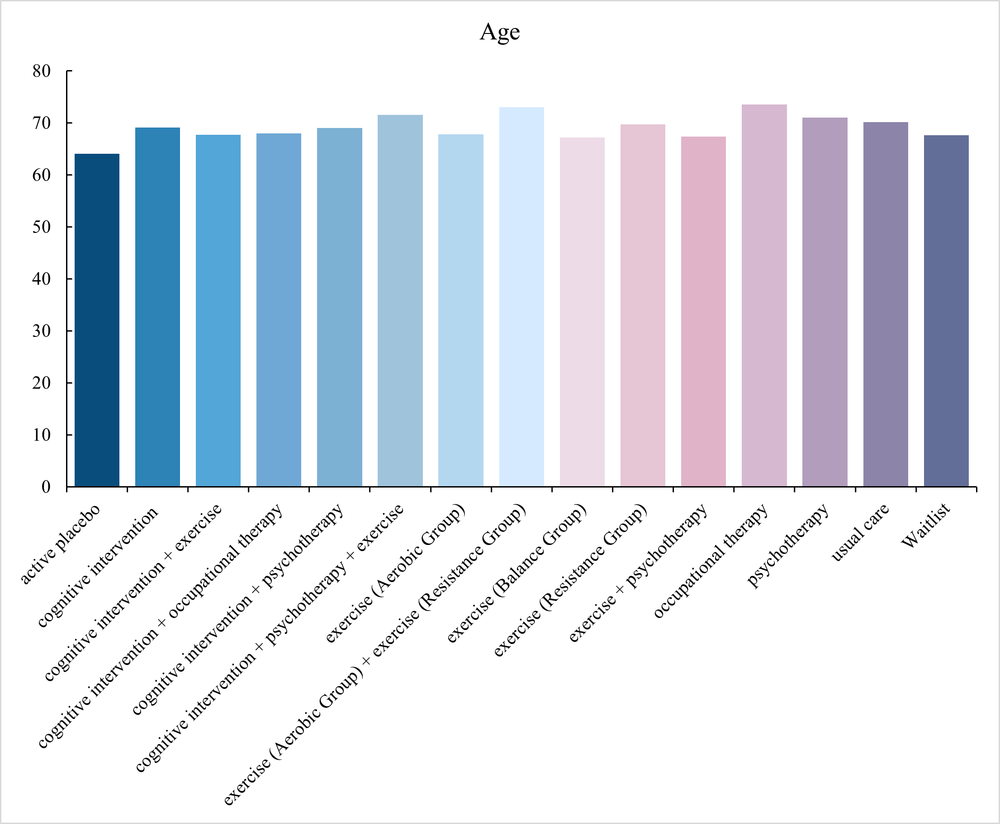 Age
80
70
60
50
40
30
20
10
0
active placebo
cognitive intervention
cognitive intervention + exercise
cognitive intervention + occupational therapy
cognitive intervention + psychotherapy
cognitive intervention + psychotherapy + exercise
exercise (Aerobic Group)
exercise (Aerobic Group) + exercise (Resistance Group)
exercise (Balance Group)
exercise (Resistance Group)
exercise + psychotherapy
occupational therapy
psychotherapy
usual care
Waitlist